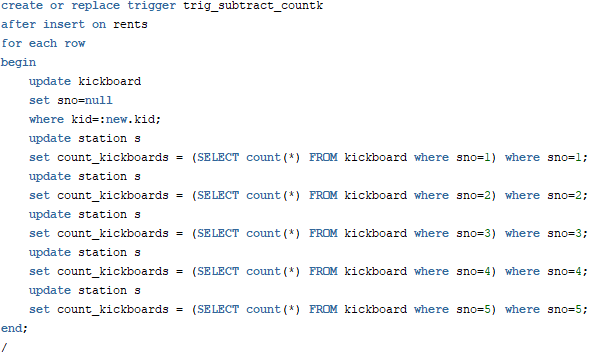 create or replace trigger trig_subtract_countk
after insert on rents
for each row
begin
    update kickboard
    set sno=null
    where kid=:new.kid;
    update station s
    set count_kickboards = (SELECT count(*) FROM kickboard where sno=1) where sno=1;
    update station s
    set count_kickboards = (SELECT count(*) FROM kickboard where sno=2) where sno=2;
    update station s
    set count_kickboards = (SELECT count(*) FROM kickboard where sno=3) where sno=3;
    update station s
    set count_kickboards = (SELECT count(*) FROM kickboard where sno=4) where sno=4;
    update station s
    set count_kickboards = (SELECT count(*) FROM kickboard where sno=5) where sno=5;
end;
/